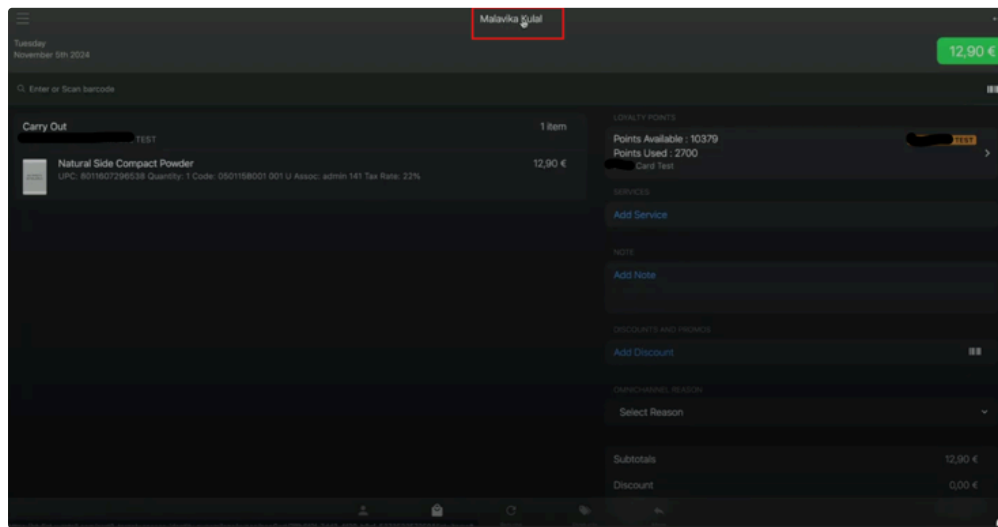 Malavika Kulal
Tuesday
November 5th 2024
12,90 €
Enter or Scan barcode
Carry Out
1 item
TEST
Natural Side Compact Powder
12,90 €
UPC: 8011607296538 Quantity: 1 Code: 0501158001 001 U Assoc: admin 141 Tax Rate: 22%
LOYALTY POINTS
Points Available : 10379
TEST
Points Used : 2700
Card Test
SERVICES
Add Service
NOTE
Add Note
DISCOUNTS AND PROMOS
Add Discount
OMNICHANNEL REASON
Select Reason
Subtotals
12,90 €
Discount
0,00 €